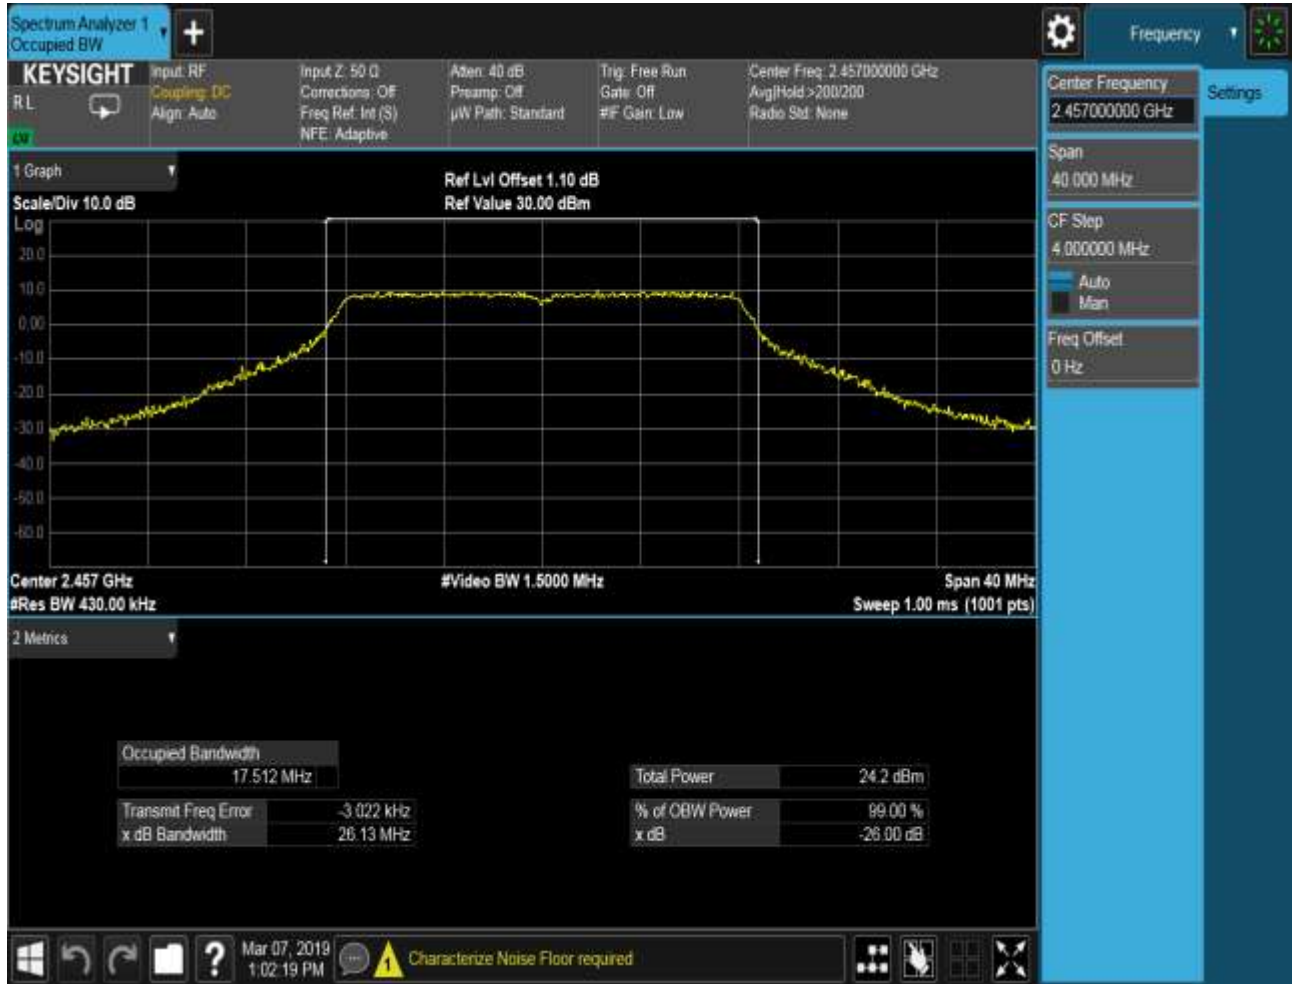 Spectrum Analyzer 1
Occupied BW
Frequency
KEYSIGHT
RL
Input: RF
Coupling: DC
Align: Auto
Input Z: 50 Ω
Corrections: Off
Freq Ref: Int (S)
NFE: Adaptive
Atten: 40 dB
Preamp: Off
µW Path: Standard
Trig: Free Run
Gate: Off
#IF Gain: Low
Center Freq: 2.457000000 GHz
Avg|Hold:>200/200
Radio Std: None
Center Frequency
2.457000000 GHz
Settings
Span
40.000 MHz
CF Step
4.000000 MHz
Auto
Man
Freq Offset
0 Hz
1 Graph
Scale/Div 10.0 dB
Ref Lvl Offset 1.10 dB
Ref Value 30.00 dBm
Log
20.0
10.0
0.00
-10.0
-20.0
-30.0
-40.0
-50.0
-60.0
Center 2.457 GHz
#Video BW 1.5000 MHz
Span 40 MHz
#Res BW 430.00 kHz
Sweep 1.00 ms (1001 pts)
2 Metrics
Occupied Bandwidth
17.512 MHz
Total Power 24.2 dBm
Transmit Freq Error -3.022 kHz
% of OBW Power 99.00 %
x dB Bandwidth 26.13 MHz
x dB -26.00 dB
Mar 07, 2019
1:02:19 PM
1
Characterize Noise Floor required